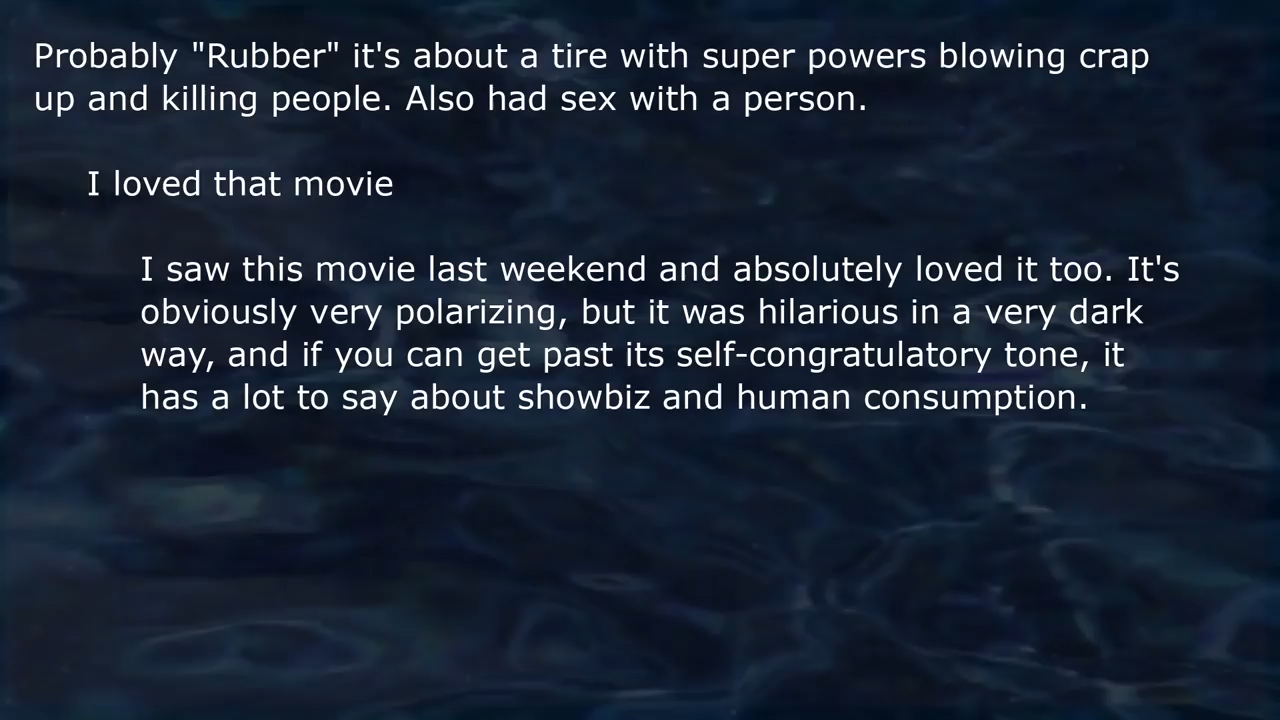 Probably "Rubber" it's about a tire with super powers blowing crap
up and killing people. Also had sex with a person.
I loved that movie
I saw this movie last weekend and absolutely loved it too. It's
obviously very polarizing, but it was hilarious in a very dark
way, and if you can get past its self-congratulatory tone, it
has a lot to say about showbiz and human consumption.